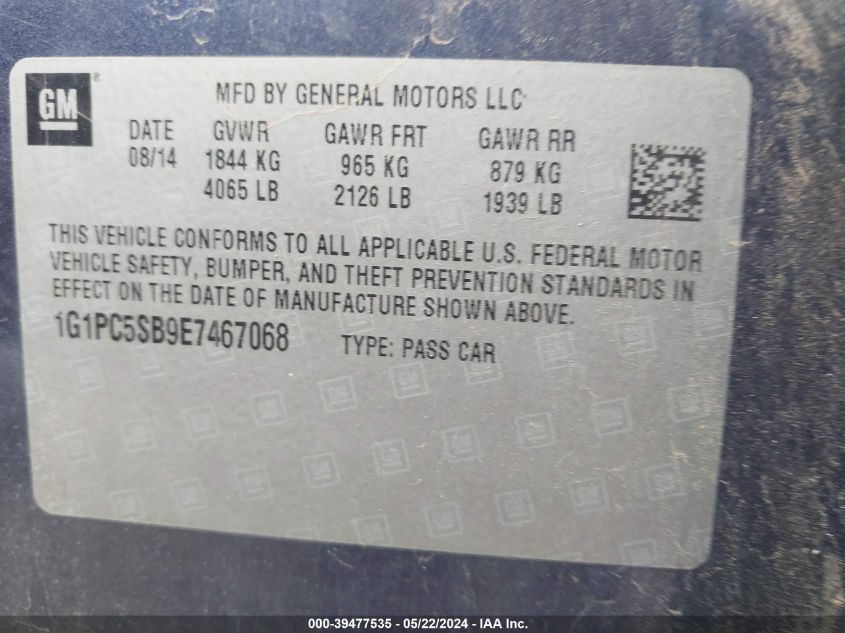 GM ®
MFD BY GENERAL MOTORS LLC
DATE GVWR GAWR FRT GAWR RR
08/14 1844 KG 965 KG 879 KG
4065 LB 2126 LB 1939 LB
THIS VEHICLE CONFORMS TO ALL APPLICABLE U.S. FEDERAL MOTOR
VEHICLE SAFETY, BUMPER, AND THEFT PREVENTION STANDARDS IN
EFFECT ON THE DATE OF MANUFACTURE SHOWN ABOVE.
1G1PC5SB9E7467068 TYPE: PASS CAR
000-39477535 - 05/22/2024 - IAA Inc.